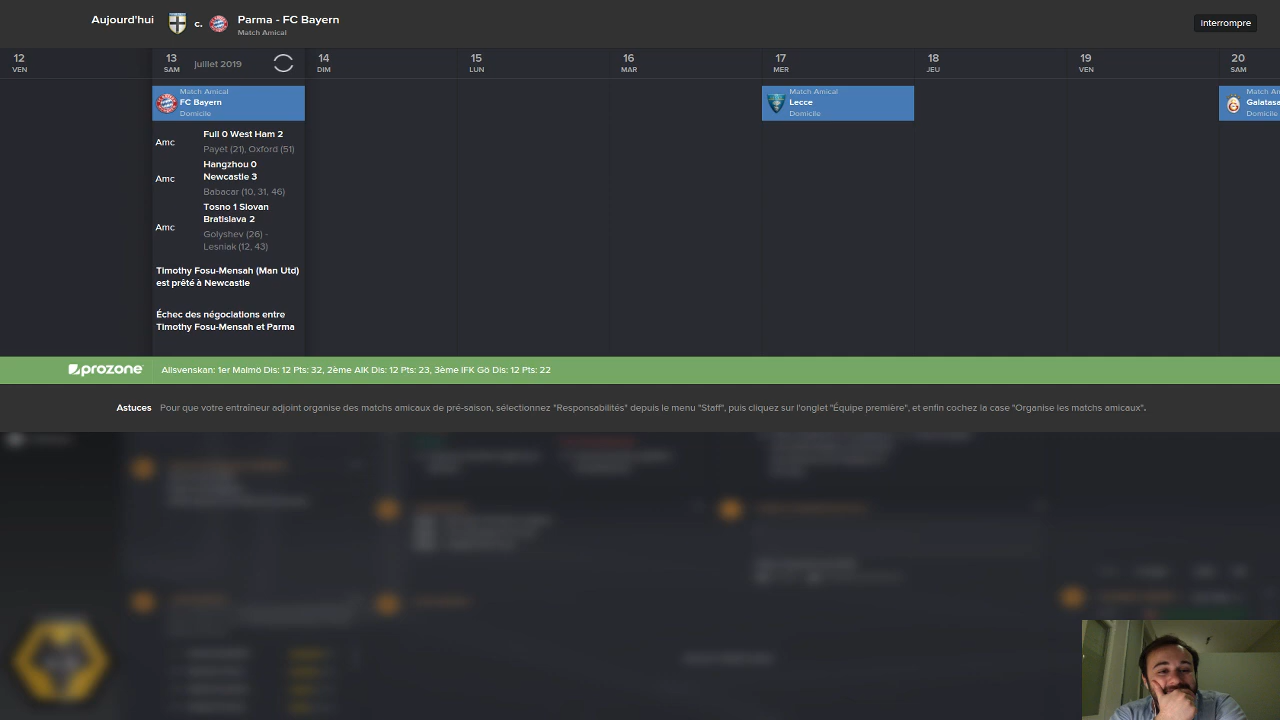 Aujourd'hui
c.
Parma - FC Bayern
Match Amical
Interrompre
12
VEN
13
SAM
juillet 2019
14
DIM
15
LUN
16
MAR
17
MER
18
JEU
19
VEN
20
SAM
Match Amical
FC Bayern
Domicile
Match Amical
Lecce
Domicile
Match Am
Galatasa
Domicile
Amc
Full 0 West Ham 2
Payet (21), Oxford (51)
Amc
Hangzhou 0
Newcastle 3
Babacar (10, 31, 46)
Amc
Tosno 1 Slovan
Bratislava 2
Golyshev (26) -
Lesniak (12, 43)
Timothy Fosu-Mensah (Man Utd)
est prêté à Newcastle
Échec des négociations entre
Timothy Fosu-Mensah et Parma
prozone
Allsvenskan: 1er Malmö Dis: 12 Pts: 32, 2ème AIK Dis: 12 Pts: 23, 3ème IFK Gö Dis: 12 Pts: 22
Astuces
Pour que votre entraîneur adjoint organise des matchs amicaux de pré-saison, sélectionnez "Responsabilités" depuis le menu "Staff", puis cliquez sur l'onglet "Équipe première", et enfin cochez la case "Organise les matchs amicaux".